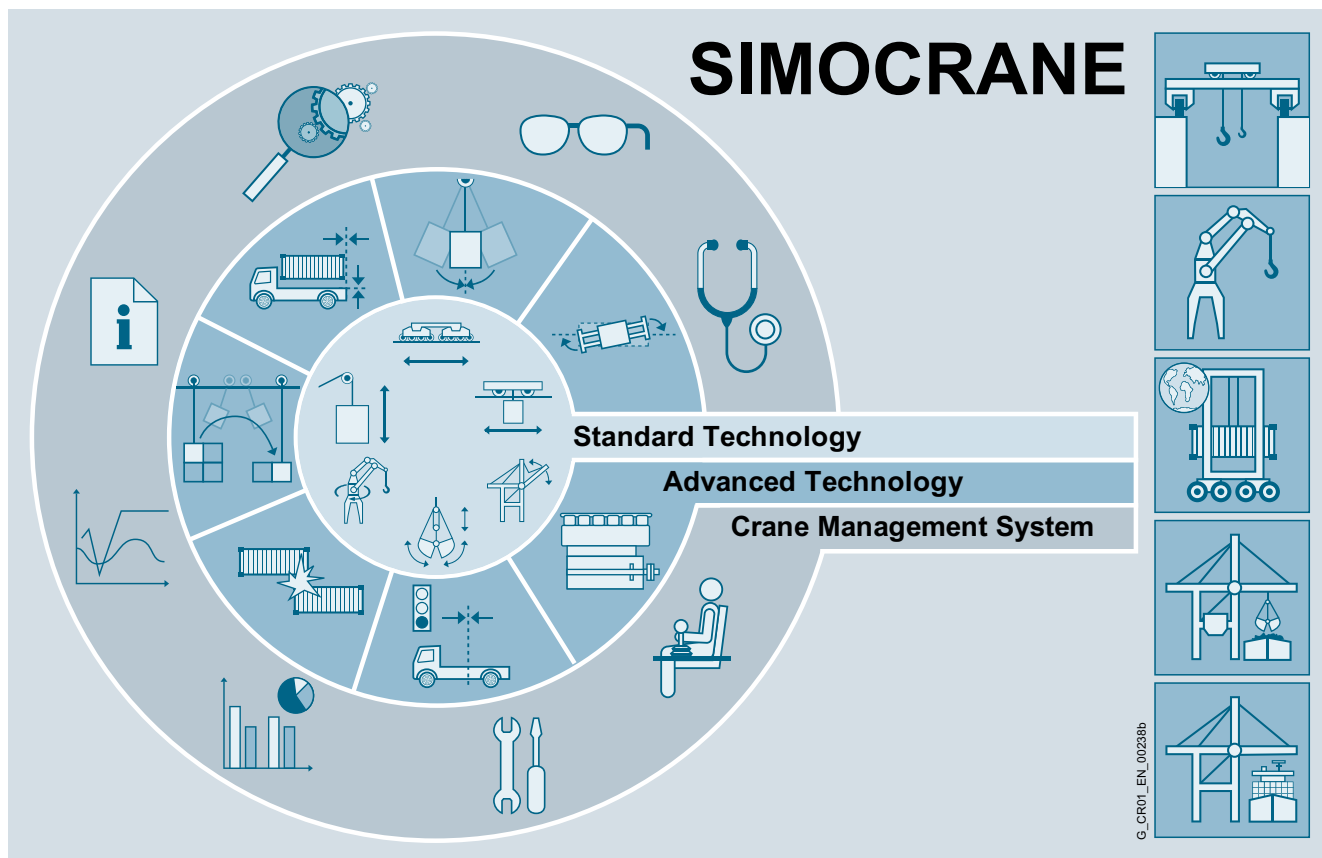 SIMOCRANE
Standard Technology
Advanced Technology
Crane Management System
G_CR01_EN_00238b
i